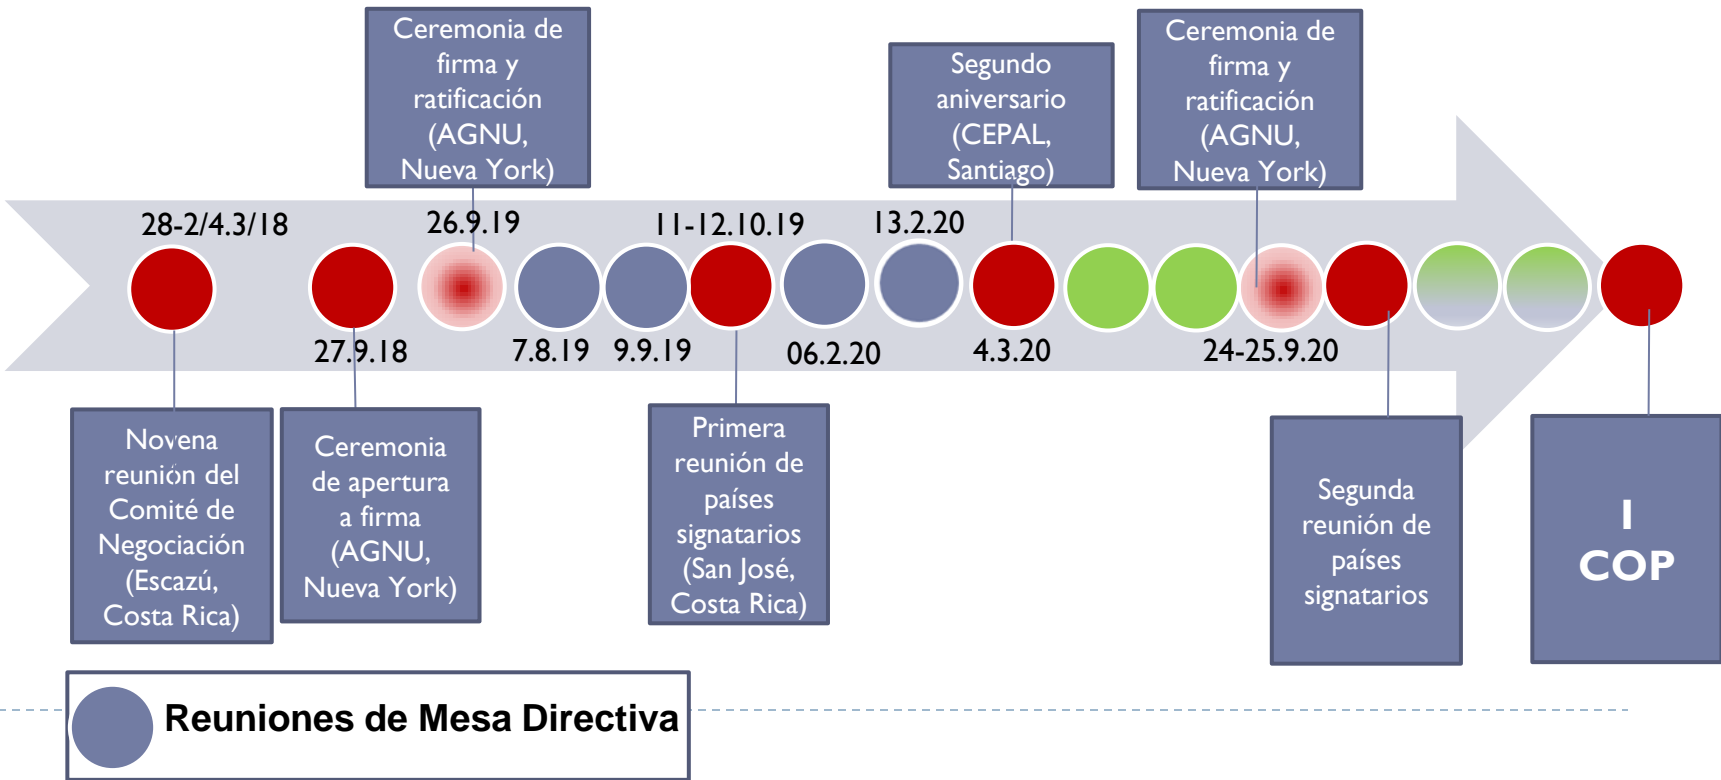 Ceremonia de
firma y
ratificación
(AGNU,
Nueva York)
Segundo
aniversario
(CEPAL,
Santiago)
Ceremonia de
firma y
ratificación
(AGNU,
Nueva York)
28-2/4.3/18
26.9.19
11-12.10.19
13.2.20
27.9.18
7.8.19
9.9.19
06.2.20
4.3.20
24-25.9.20
Novena
reunión del
Comité de
Negociación
(Escazú,
Costa Rica)
Ceremonia
de apertura
a firma
(AGNU,
Nueva York)
Primera
reunión de
países
signatarios
(San José,
Costa Rica)
Segunda
reunión de
países
signatarios
I
COP
Reuniones de Mesa Directiva